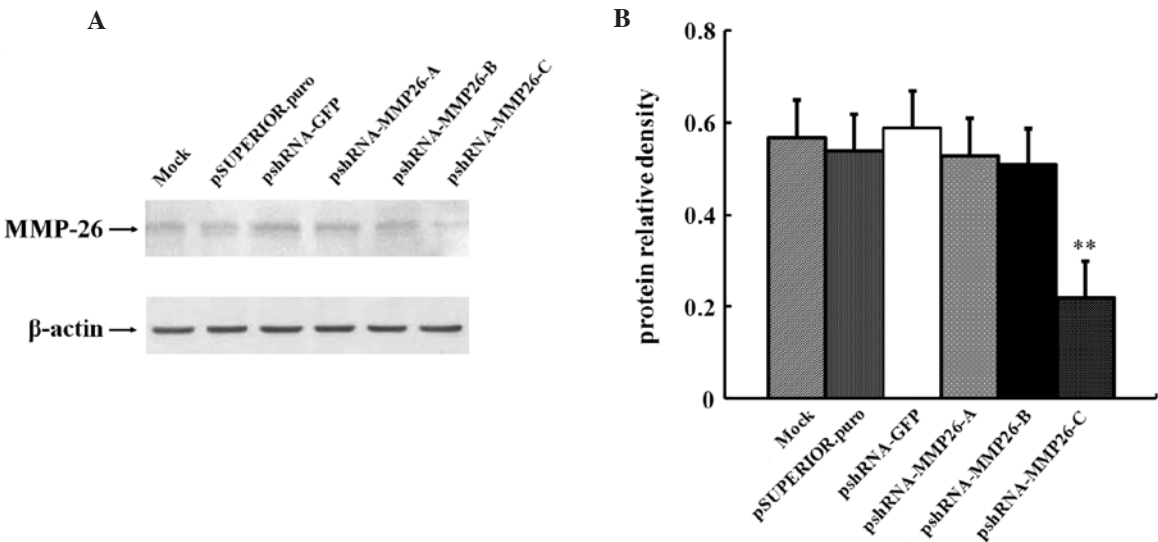 A
Mock
pSUPERIOR.puro
pshRNA-GFP
pshRNA-MMP26-A
pshRNA-MMP26-B
pshRNA-MMP26-C
MMP-26
β-actin
B
protein relative density
0.8
0.6
0.4
0.2
0
**
Mock
pSUPERIOR.puro
pshRNA-GFP
pshRNA-MMP26-A
pshRNA-MMP26-B
pshRNA-MMP26-C